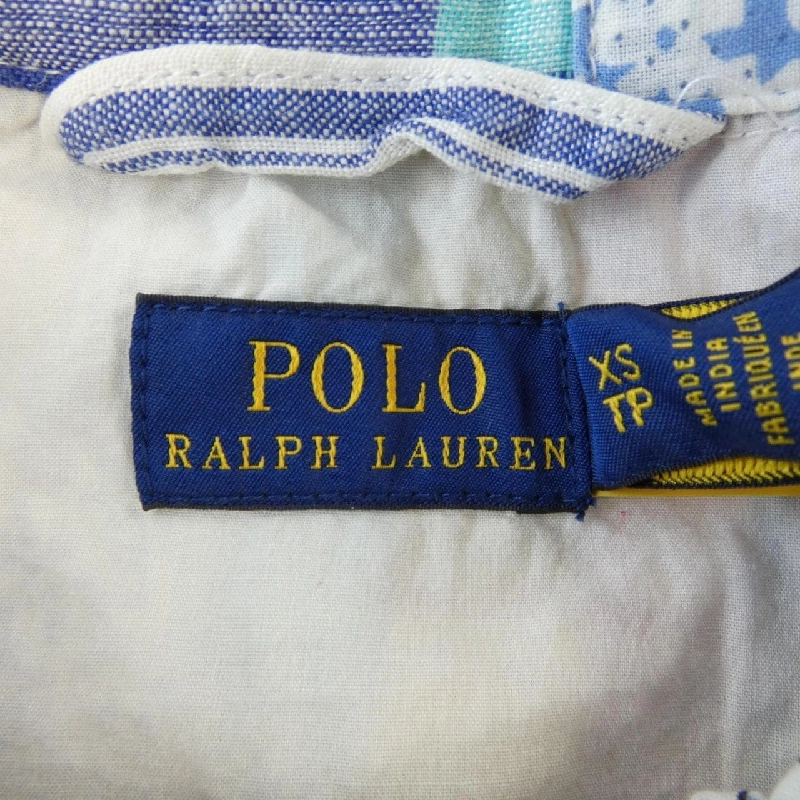 POLO
RALPH LAUREN
XS
TP
MADE IN
INDIA
FABRIQUÉ EN
INDE